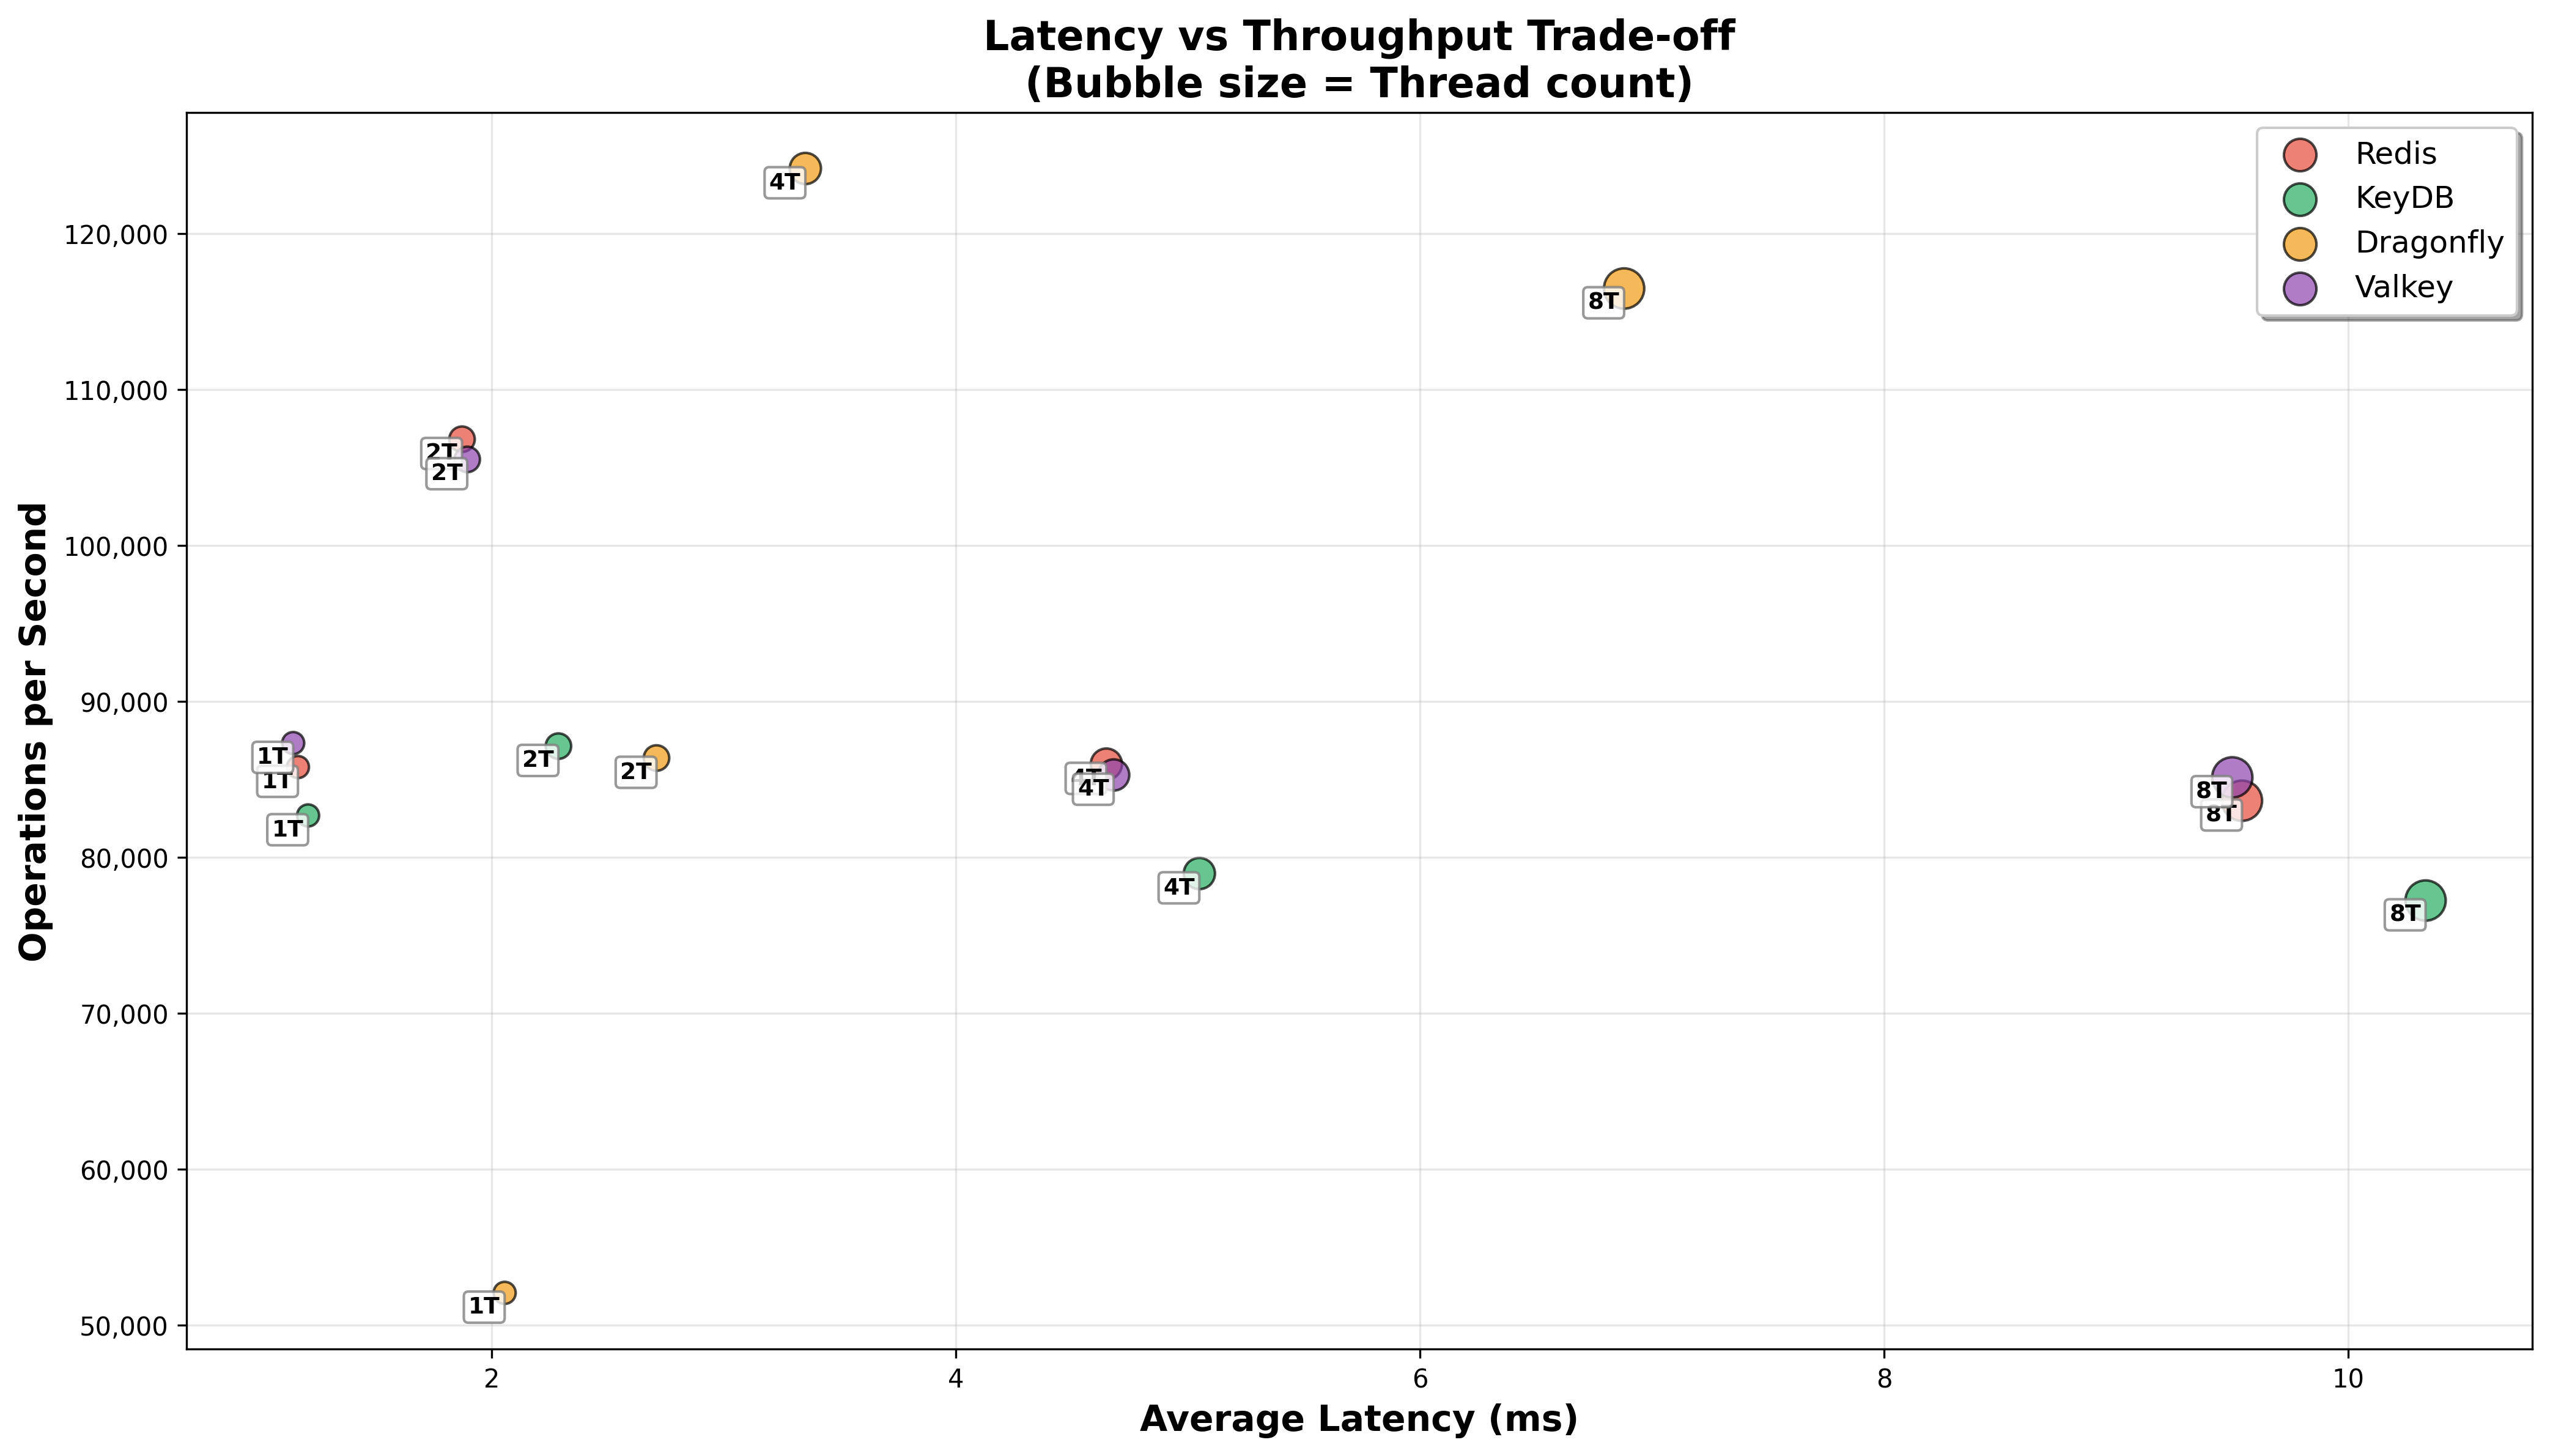 Latency vs Throughput Trade-off
(Bubble size = Thread count)
Redis
KeyDB
Dragonfly
Valkey
Operations per Second
120,000
110,000
100,000
90,000
80,000
70,000
60,000
50,000
4T
8T
2T
2T
1T
1T
1T
2T
2T
4T
4T
4T
8T
8T
8T
1T
2
4
6
8
10
Average Latency (ms)